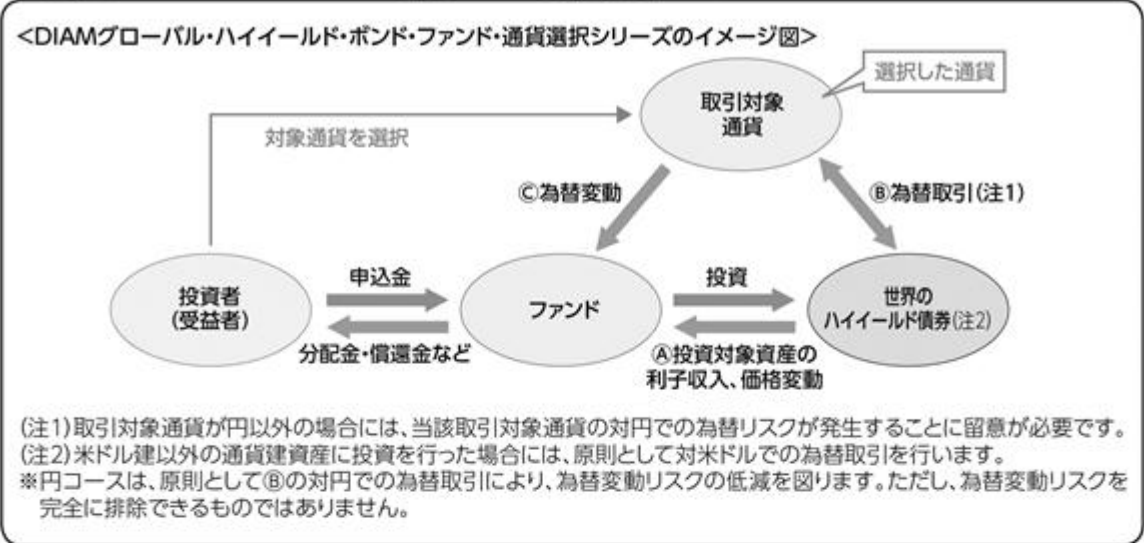 <DIAMグローバル・ハイイールド・ボンド・ファンド・通貨選択シリーズのイメージ図>
選択した通貨
取引対象
通貨
対象通貨を選択
Ⓒ為替変動
Ⓑ為替取引(注1)
投資者
(受益者)
申込金
分配金・償還金など
ファンド
投資
Ⓐ投資対象資産の
利子収入、価格変動
世界の
ハイイールド債券(注2)
(注1)取引対象通貨が円以外の場合には、当該取引対象通貨の対円での為替リスクが発生することに留意が必要です。
(注2)米ドル建以外の通貨建資産に投資を行った場合には、原則として対米ドルでの為替取引を行います。
※円コースは、原則としてⒷの対円での為替取引により、為替変動リスクの低減を図ります。ただし、為替変動リスクを
完全に排除できるものではありません。